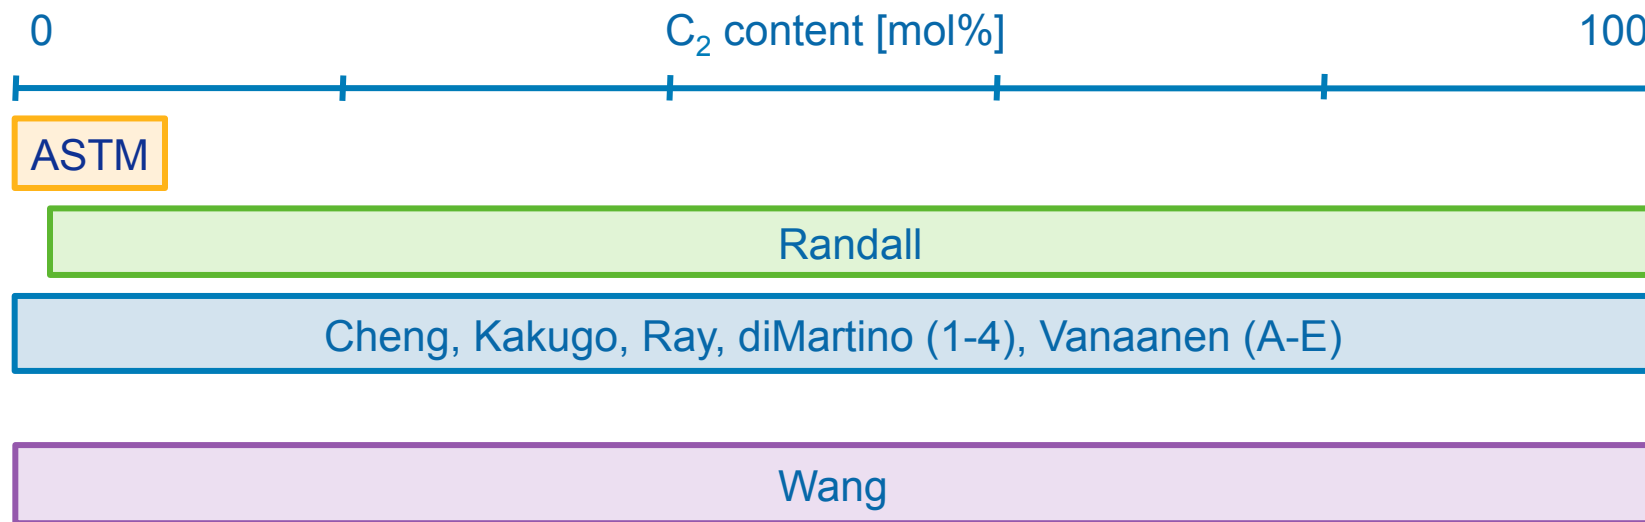 0 C₂ content [mol%] 100
ASTM
Randall
Cheng, Kakugo, Ray, diMartino (1-4), Vanaanen (A-E)
Wang